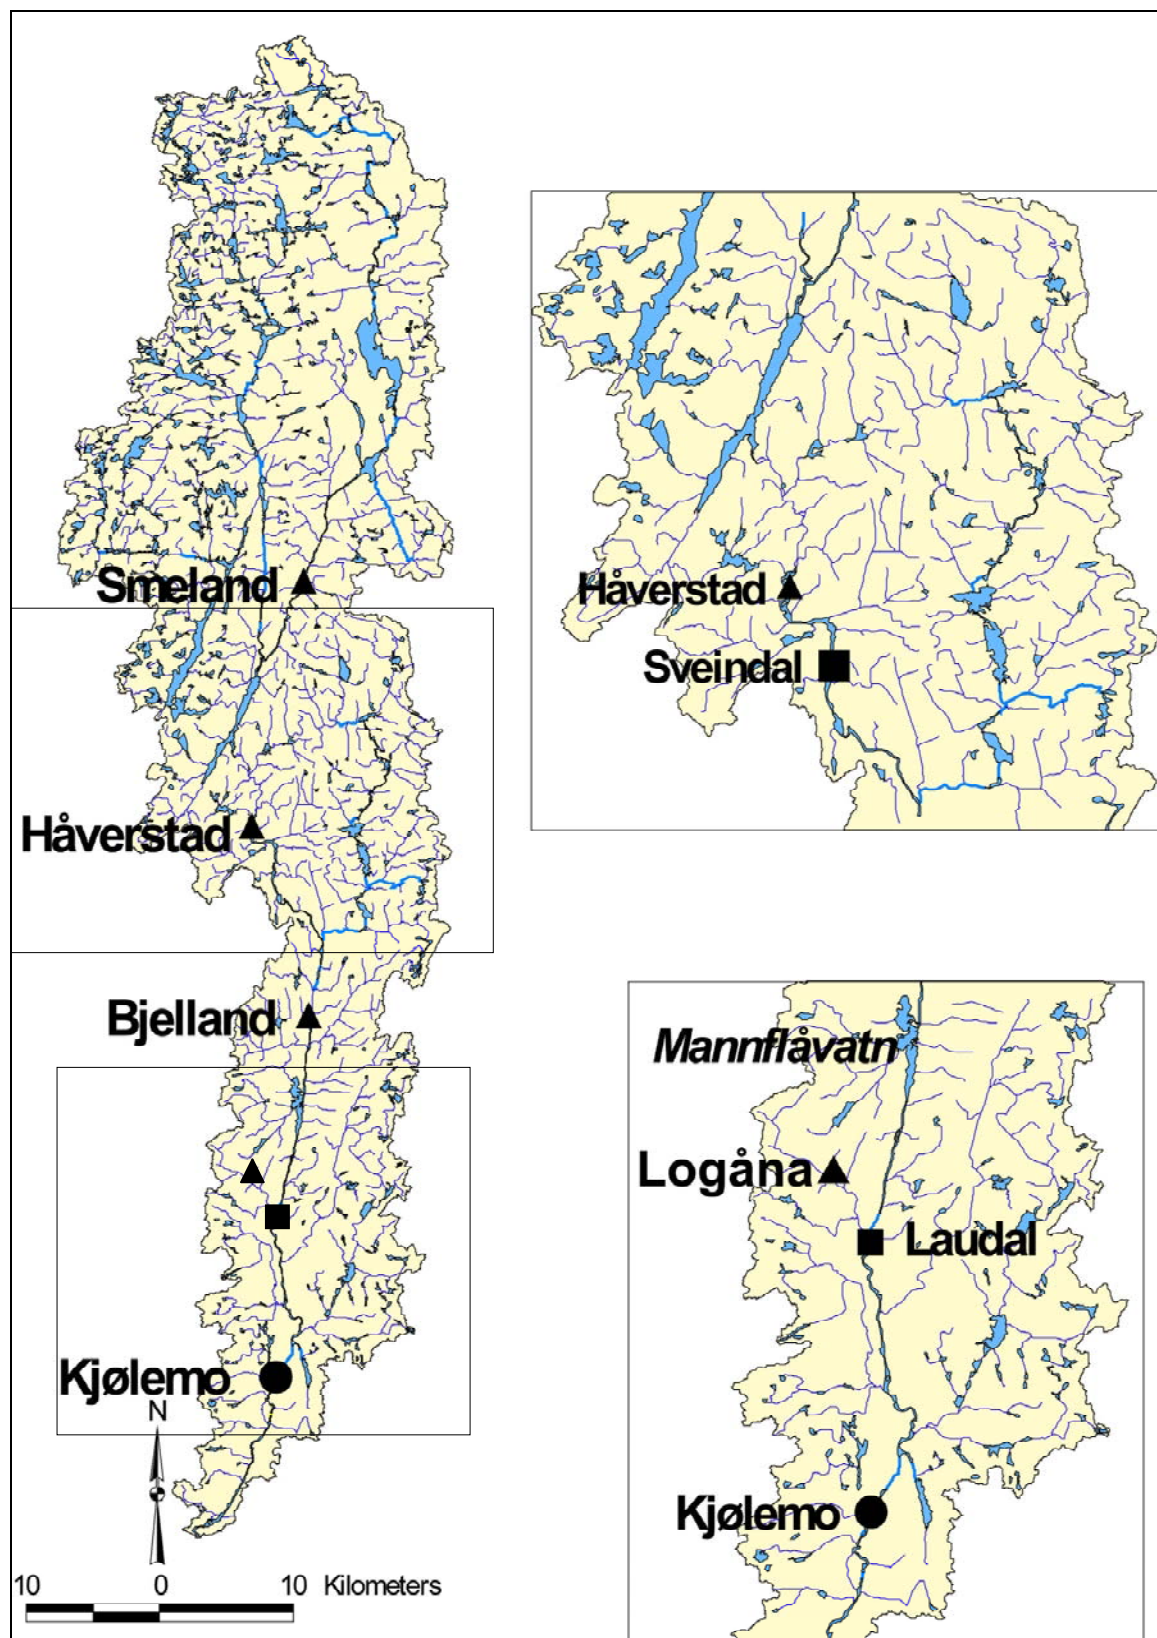 Smeland
Håverstad
Bjelland
Kjølemo
N
10 0 10 Kilometers
Håverstad
Sveindal
Mannflåvatn
Logåna
Laudal
Kjølemo